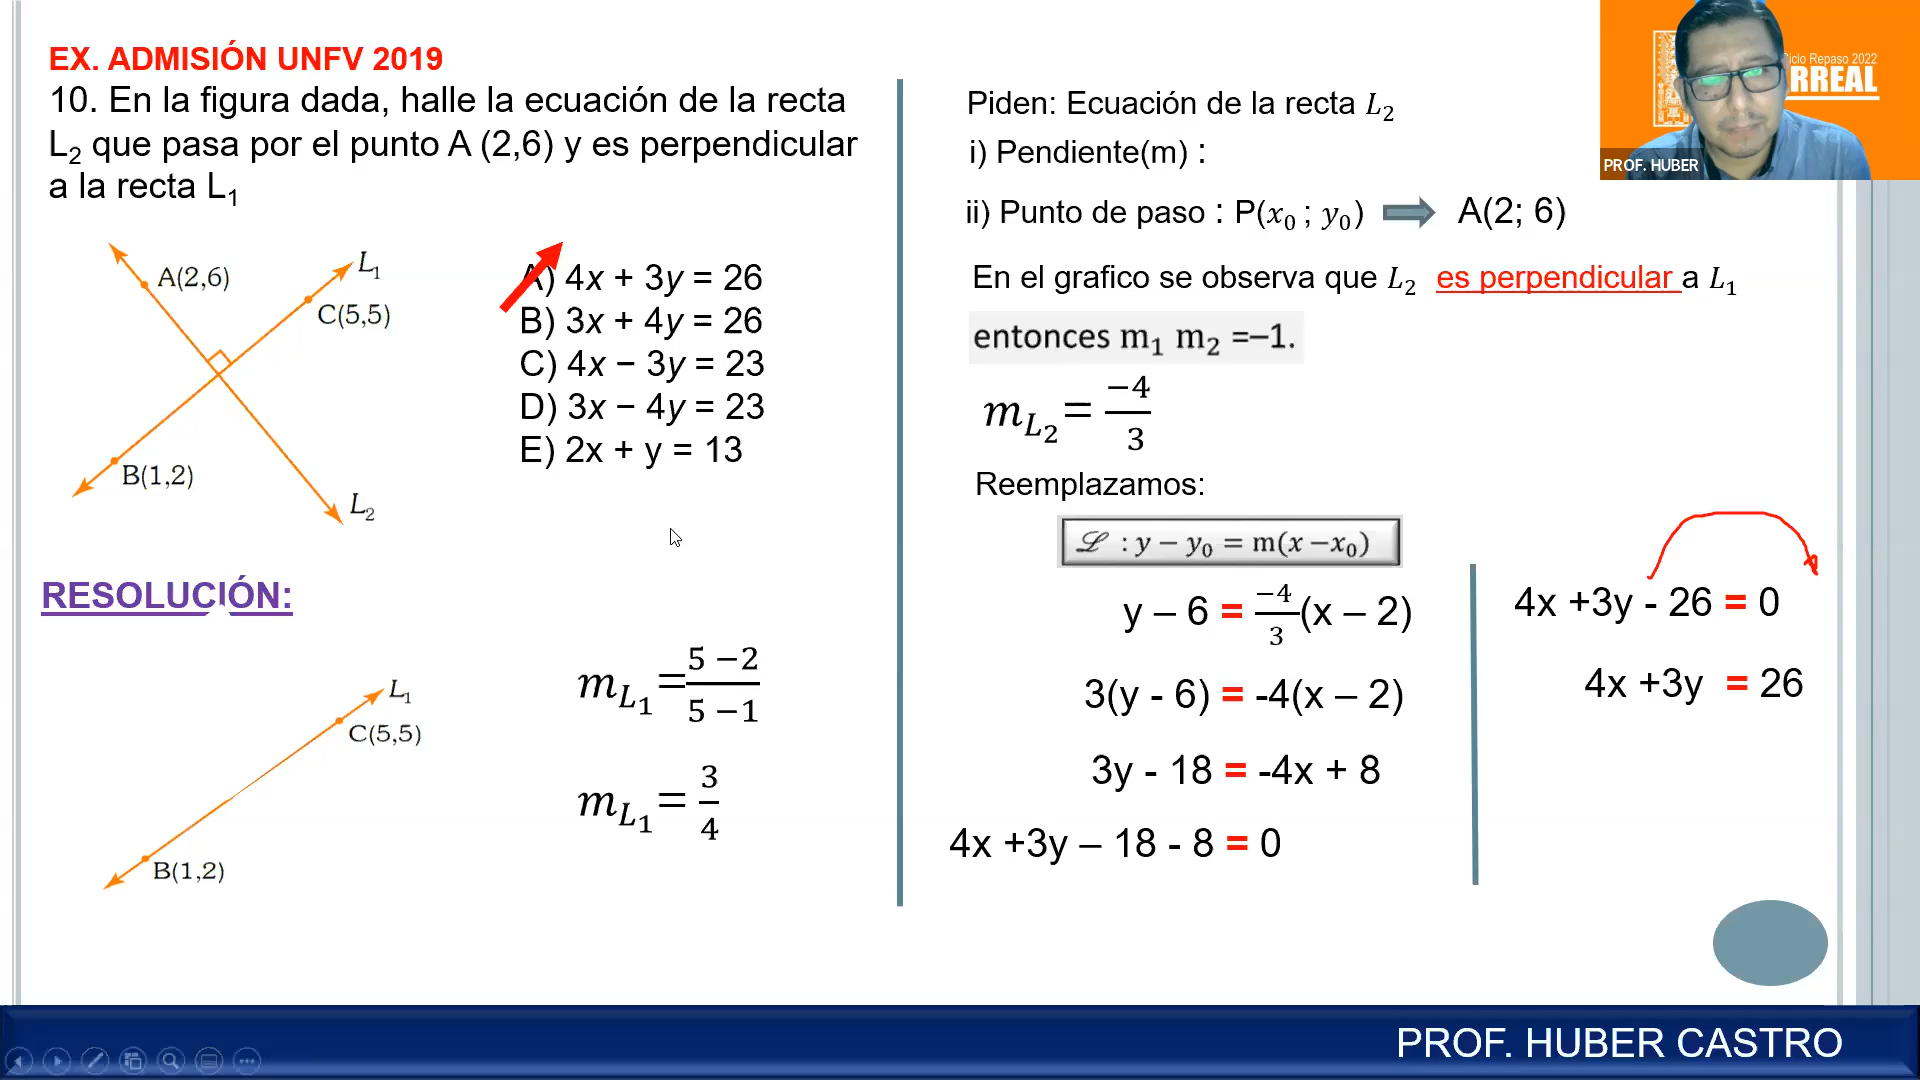 EX. ADMISIÓN UNFV 2019
10. En la figura dada, halle la ecuación de la recta
L₂ que pasa por el punto A (2,6) y es perpendicular
a la recta L₁
L₁
A(2,6)
C(5,5)
B(1,2)
L₂
A) 4x + 3y = 26
B) 3x + 4y = 26
C) 4x − 3y = 23
D) 3x − 4y = 23
E) 2x + y = 13
RESOLUCIÓN:
L₁
C(5,5)
B(1,2)
m_L₁ = (5 −2)/(5 −1)
m_L₁ = 3/4
Piden: Ecuación de la recta L₂
i) Pendiente(m) :
ii) Punto de paso : P(x₀ ; y₀) A(2; 6)
En el grafico se observa que L₂ es perpendicular a L₁
entonces m₁ m₂ =–1.
m_L₂ = −4/3
Reemplazamos:
ℒ : y − y₀ = m(x −x₀)
y – 6 = −4/3 (x – 2)
3(y - 6) = -4(x – 2)
3y - 18 = -4x + 8
4x +3y – 18 - 8 = 0
4x +3y - 26 = 0
4x +3y = 26
Ciclo Repaso 2022
RREAL
PROF. HUBER
PROF. HUBER CASTRO